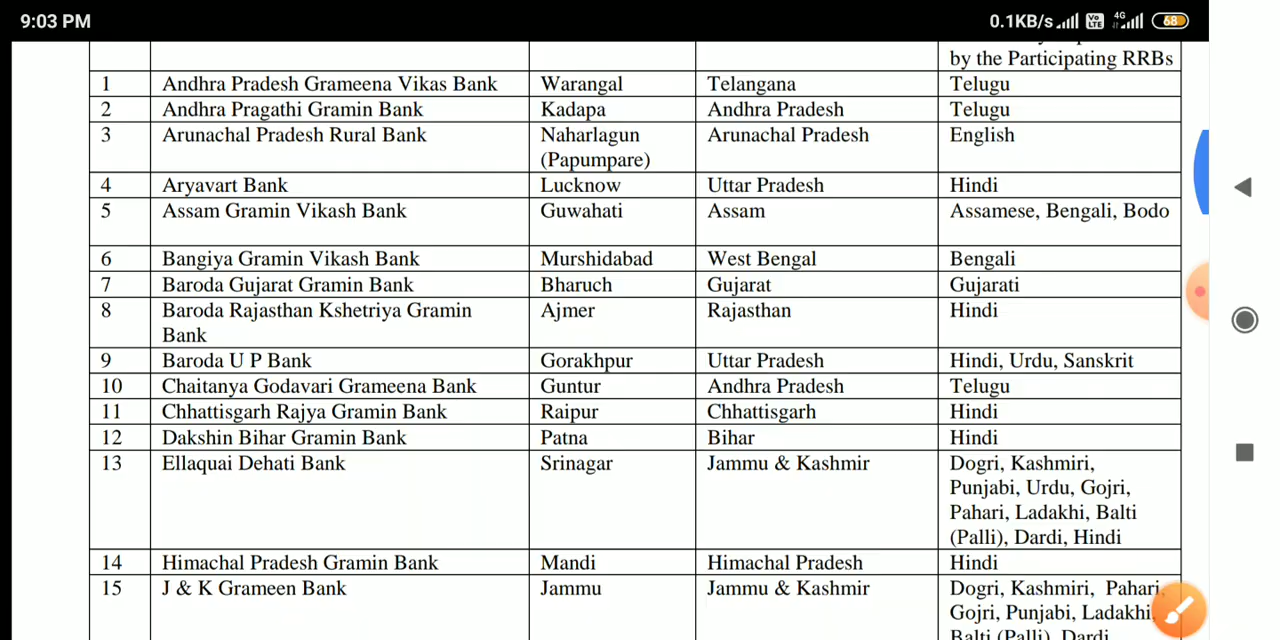 9:03 PM 0.1KB/s Vo LTE 4G 68
by the Participating RRBs
1 Andhra Pradesh Grameena Vikas Bank Warangal Telangana Telugu
2 Andhra Pragathi Gramin Bank Kadapa Andhra Pradesh Telugu
3 Arunachal Pradesh Rural Bank Naharlagun Arunachal Pradesh English
(Papumpare)
4 Aryavart Bank Lucknow Uttar Pradesh Hindi
5 Assam Gramin Vikash Bank Guwahati Assam Assamese, Bengali, Bodo
6 Bangiya Gramin Vikash Bank Murshidabad West Bengal Bengali
7 Baroda Gujarat Gramin Bank Bharuch Gujarat Gujarati
8 Baroda Rajasthan Kshetriya Gramin Ajmer Rajasthan Hindi
Bank
9 Baroda U P Bank Gorakhpur Uttar Pradesh Hindi, Urdu, Sanskrit
10 Chaitanya Godavari Grameena Bank Guntur Andhra Pradesh Telugu
11 Chhattisgarh Rajya Gramin Bank Raipur Chhattisgarh Hindi
12 Dakshin Bihar Gramin Bank Patna Bihar Hindi
13 Ellaquai Dehati Bank Srinagar Jammu & Kashmir Dogri, Kashmiri,
Punjabi, Urdu, Gojri,
Pahari, Ladakhi, Balti
(Palli), Dardi, Hindi
14 Himachal Pradesh Gramin Bank Mandi Himachal Pradesh Hindi
15 J & K Grameen Bank Jammu Jammu & Kashmir Dogri, Kashmiri, Pahari,
Gojri, Punjabi, Ladakhi,
Balti (Palli), Dardi